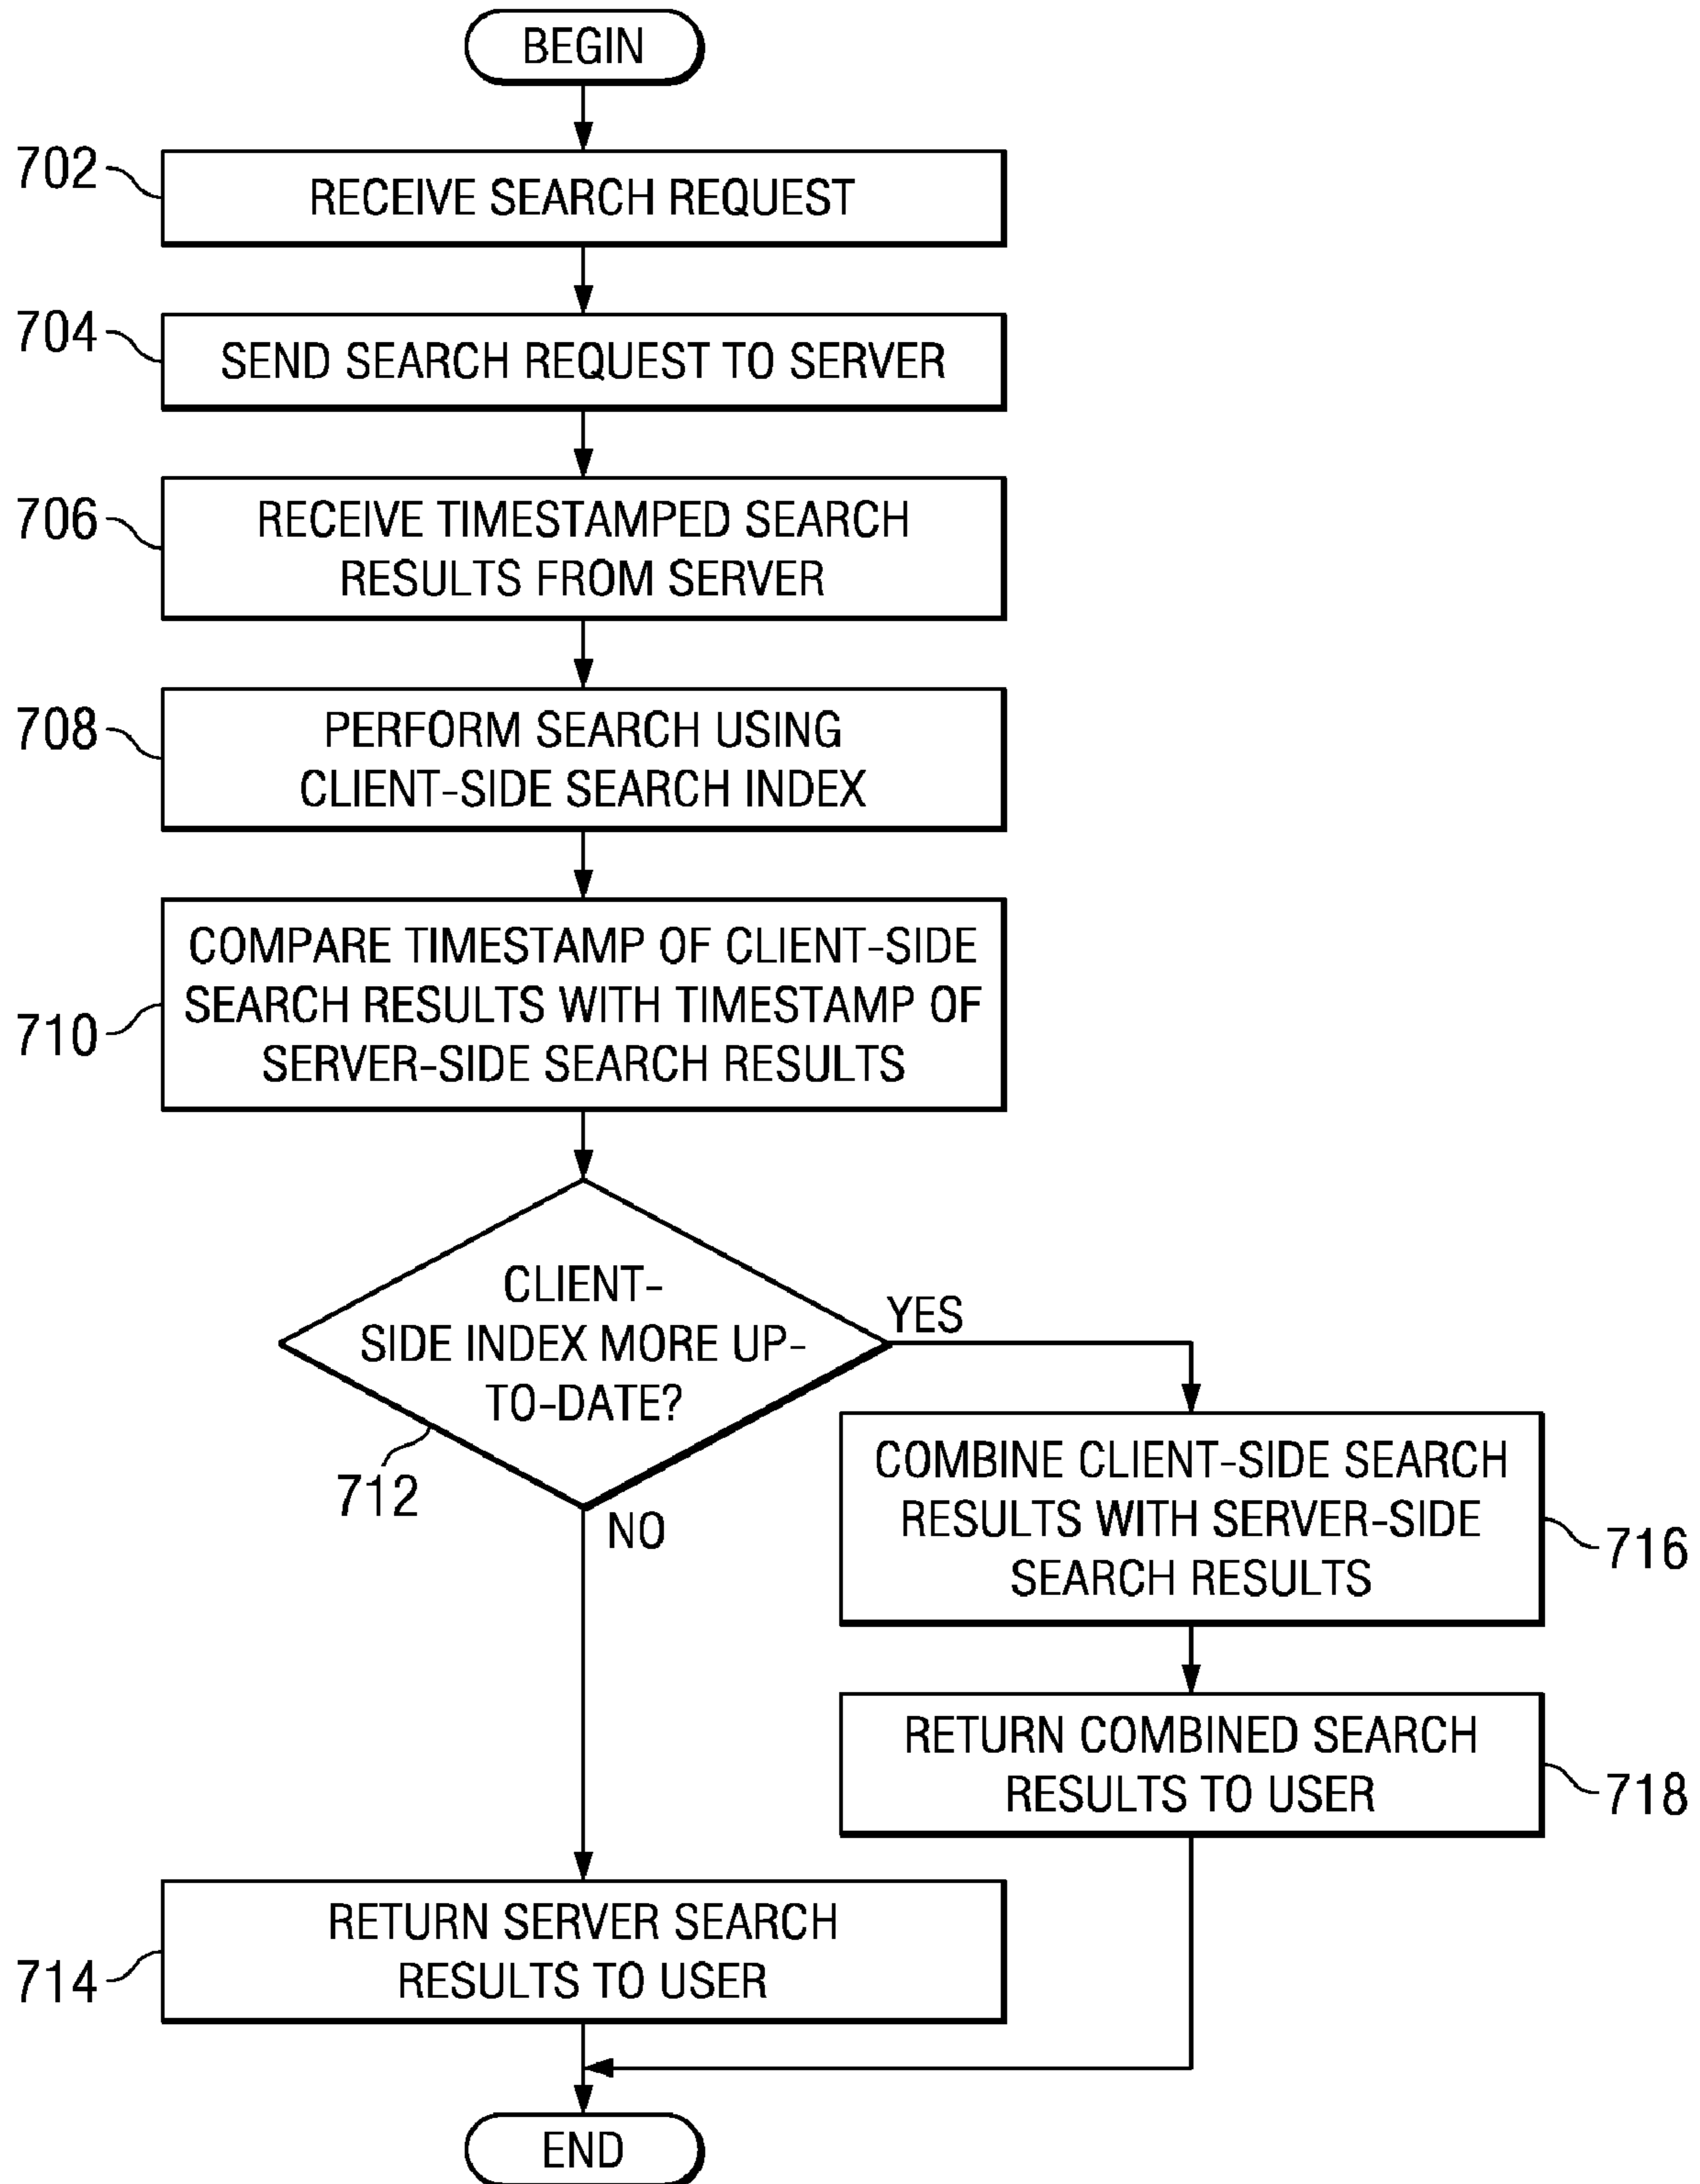 BEGIN
702
RECEIVE SEARCH REQUEST
704
SEND SEARCH REQUEST TO SERVER
706
RECEIVE TIMESTAMPED SEARCH
RESULTS FROM SERVER
708
PERFORM SEARCH USING
CLIENT-SIDE SEARCH INDEX
710
COMPARE TIMESTAMP OF CLIENT-SIDE
SEARCH RESULTS WITH TIMESTAMP OF
SERVER-SIDE SEARCH RESULTS
CLIENT-
SIDE INDEX MORE UP-
TO-DATE?
712
YES
NO
COMBINE CLIENT-SIDE SEARCH
RESULTS WITH SERVER-SIDE
SEARCH RESULTS
716
RETURN COMBINED SEARCH
RESULTS TO USER
718
RETURN SERVER SEARCH
RESULTS TO USER
714
END